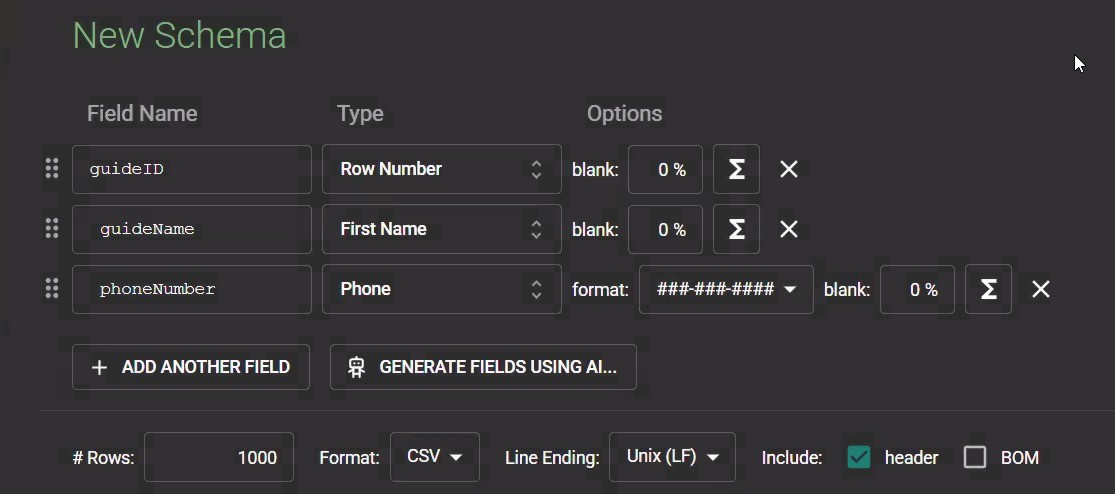 New Schema
Field Name Type Options
guideID Row Number blank: 0 % Σ
guideName First Name blank: 0 % Σ
phoneNumber Phone format: ###-###-#### blank: 0 % Σ
+ ADD ANOTHER FIELD GENERATE FIELDS USING AI...
# Rows: 1000 Format: CSV Line Ending: Unix (LF) Include: header BOM